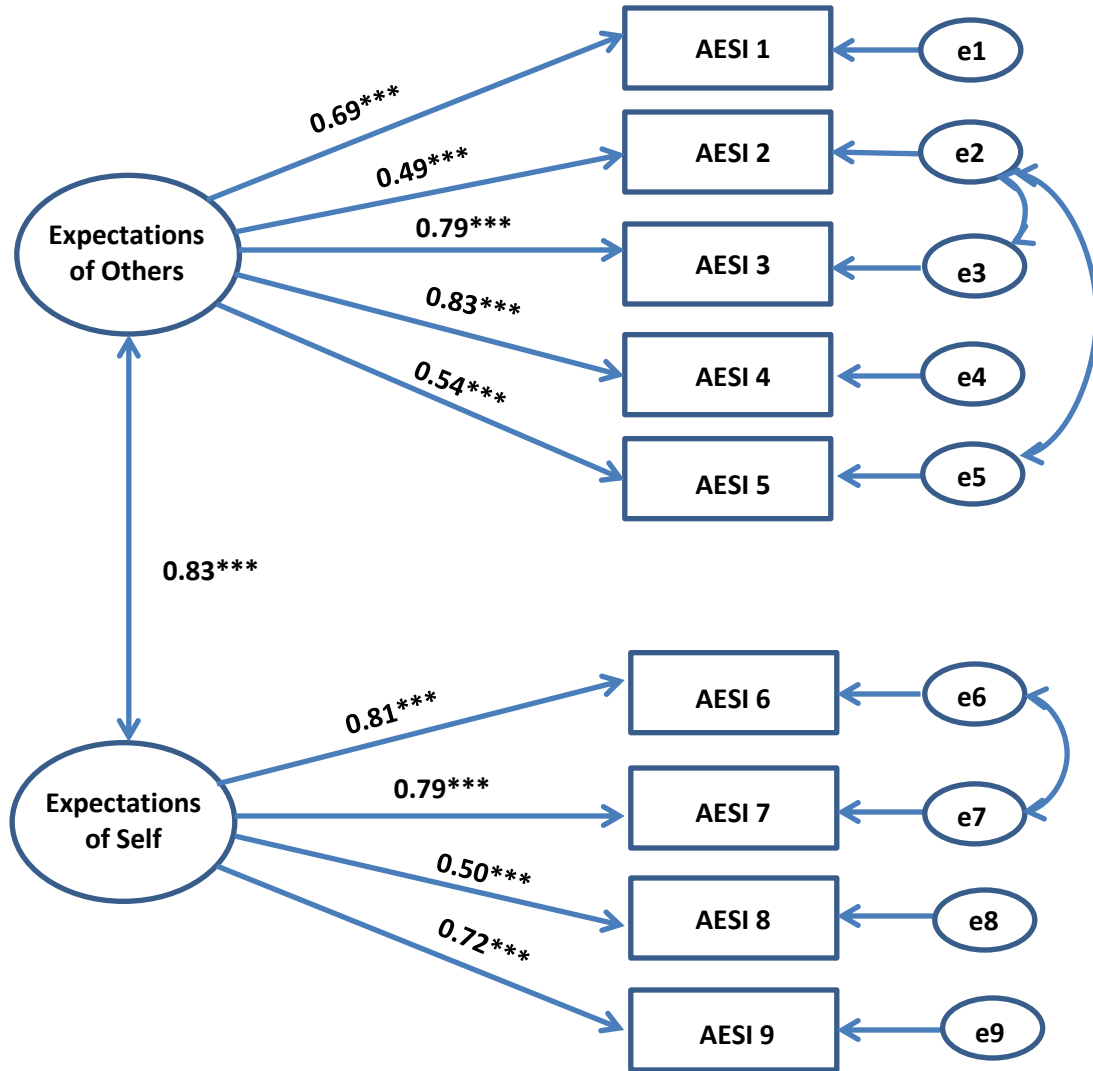 AESI 1
e1
0.69***
AESI 2
e2
0.49***
Expectations
of Others
0.79***
AESI 3
e3
0.83***
AESI 4
e4
0.54***
AESI 5
e5
0.83***
AESI 6
e6
0.81***
Expectations
of Self
0.79***
AESI 7
e7
0.50***
AESI 8
e8
0.72***
AESI 9
e9